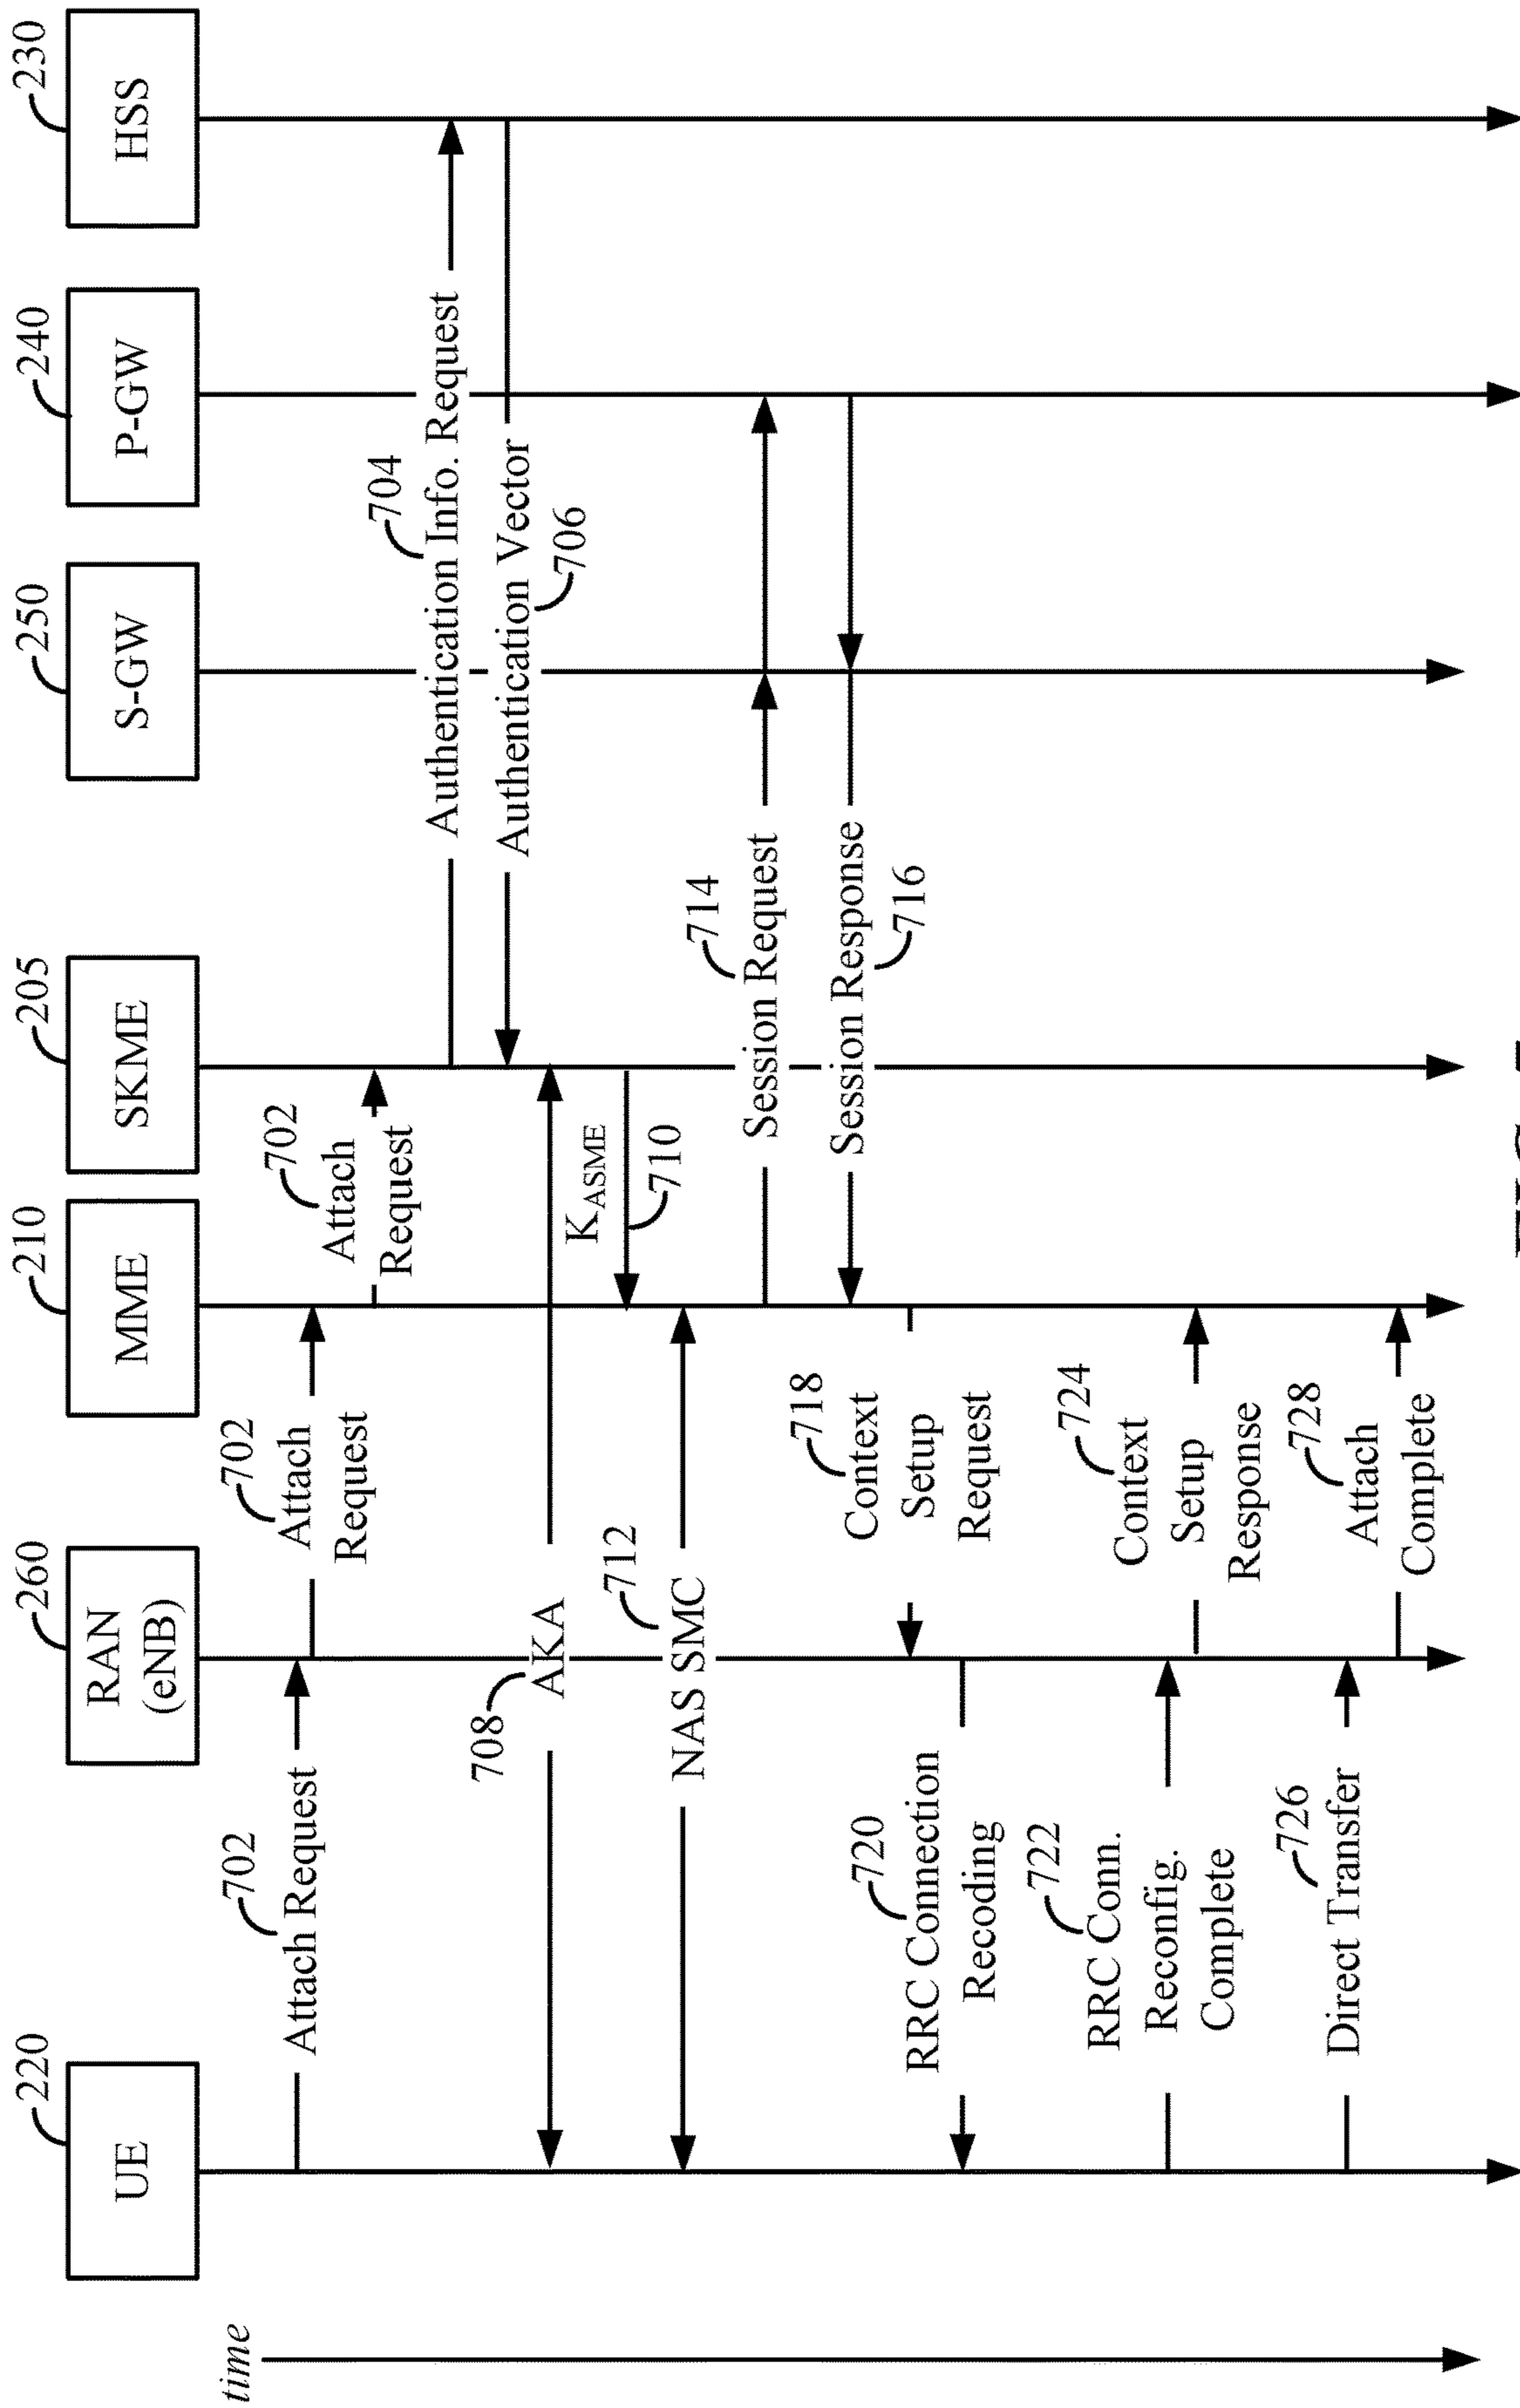 time
220
UE
260
RAN
(eNB)
210
MME
205
SKME
250
S-GW
240
P-GW
230
HSS
702
Attach Request
702
Attach
Request
702
Attach
Request
704
Authentication Info. Request
Authentication Vector
706
708
AKA
KASME
710
712
NAS SMC
714
Session Request
Session Response
716
718
Context
Setup
Request
720
RRC Connection
Recoding
722
RRC Conn.
Reconfig.
Complete
724
Context
Setup
Response
726
Direct Transfer
728
Attach
Complete